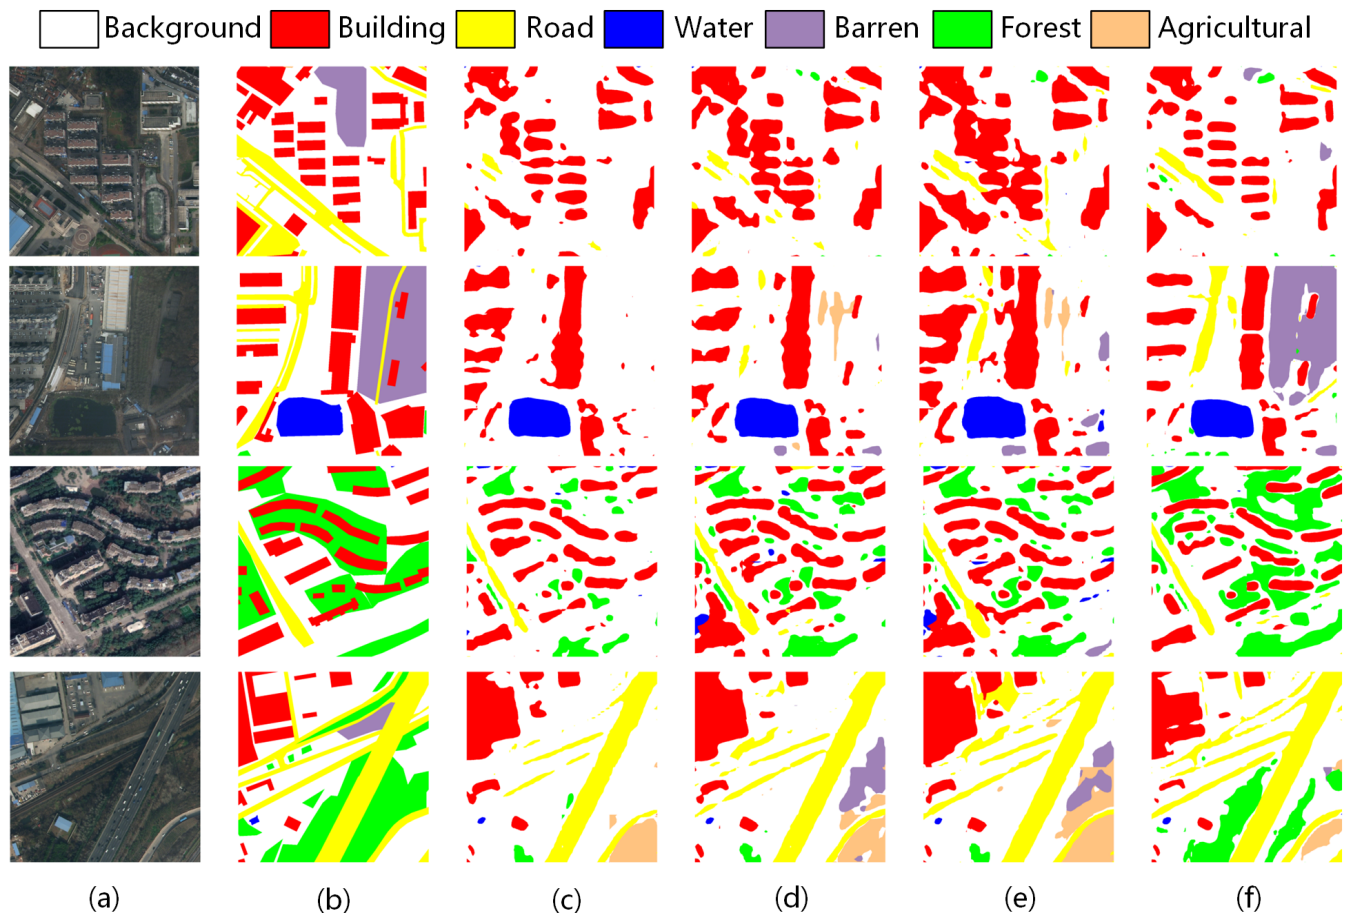 Background Building Road Water Barren Forest Agricultural
(a) (b) (c) (d) (e) (f)